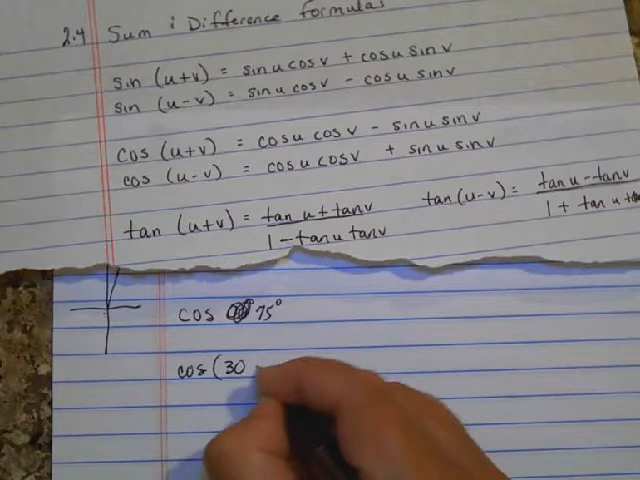 2.4 Sum & Difference Formulas
sin (u+v) = sin u cos v + cos u sin v
sin (u-v) = sin u cos v - cos u sin v
cos (u+v) = cos u cos v - sin u sin v
cos (u-v) = cos u cos v + sin u sin v
tan (u+v) = tan u + tan v / 1 - tan u tan v tan (u-v) = tan u - tan v / 1 + tan u
cos 75°
cos (30